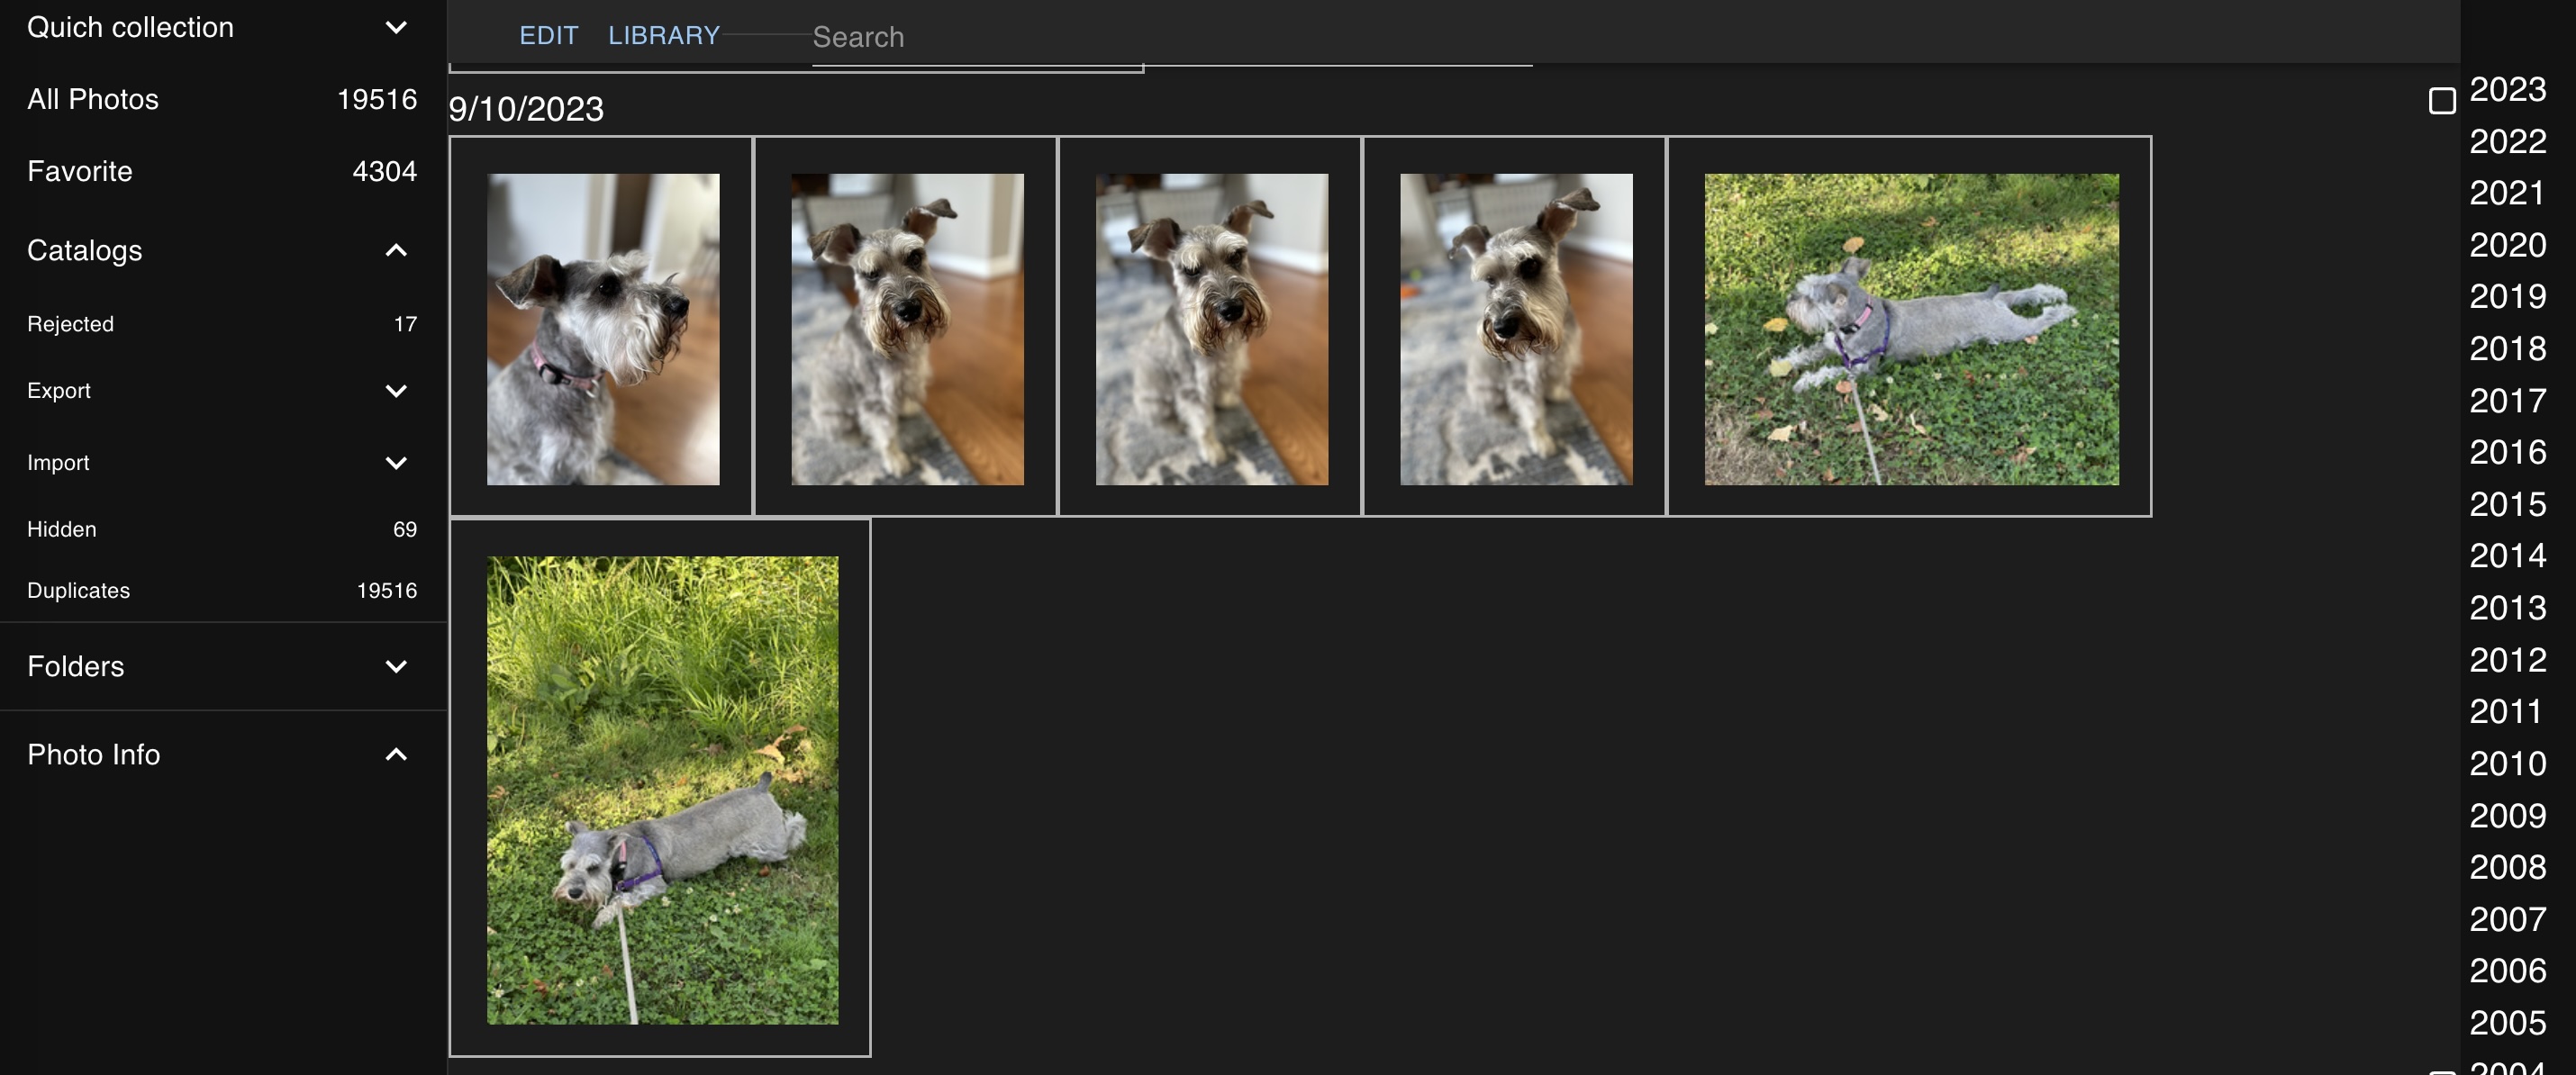 Quich collection
All Photos 19516
Favorite 4304
Catalogs
Rejected 17
Export
Import
Hidden 69
Duplicates 19516
Folders
Photo Info
EDIT LIBRARY Search
9/10/2023
2023
2022
2021
2020
2019
2018
2017
2016
2015
2014
2013
2012
2011
2010
2009
2008
2007
2006
2005
2004